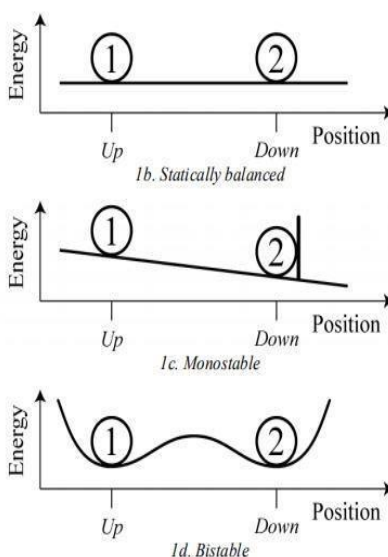 Energy
1
2
Up
Down
Position
1b. Statically balanced
Energy
1
2
Up
Down
Position
1c. Monostable
Energy
1
2
Up
Down
Position
1d. Bistable